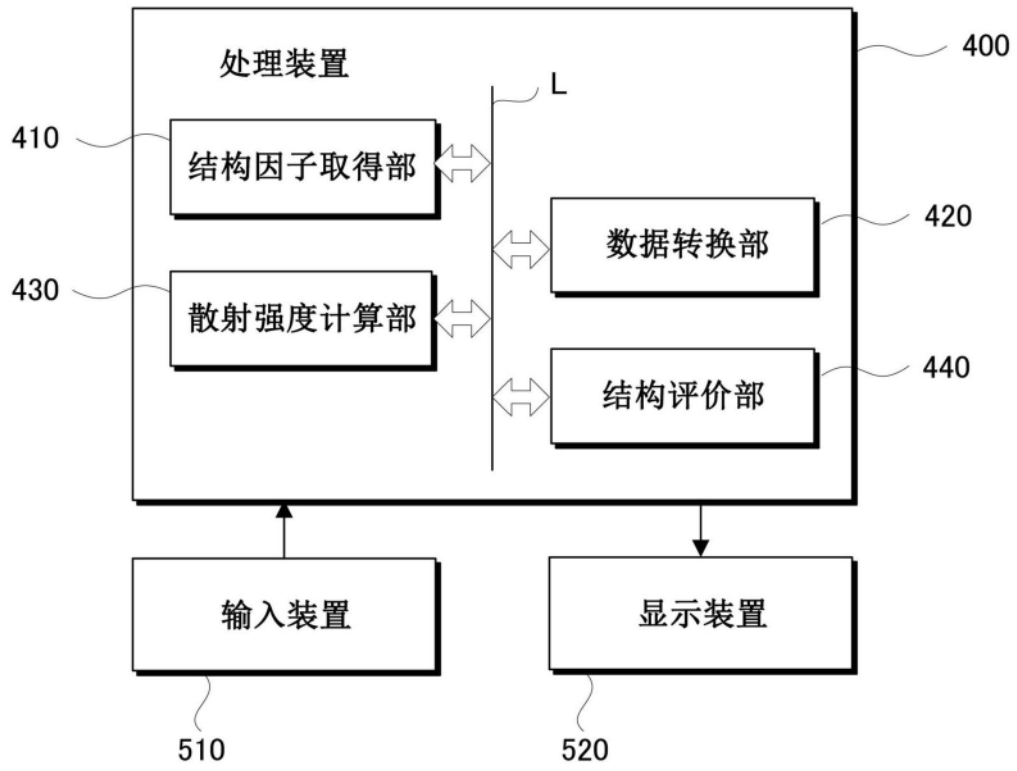 400
处理装置
L
410
结构因子取得部
420
数据转换部
430
散射强度计算部
440
结构评价部
输入装置
显示装置
510
520